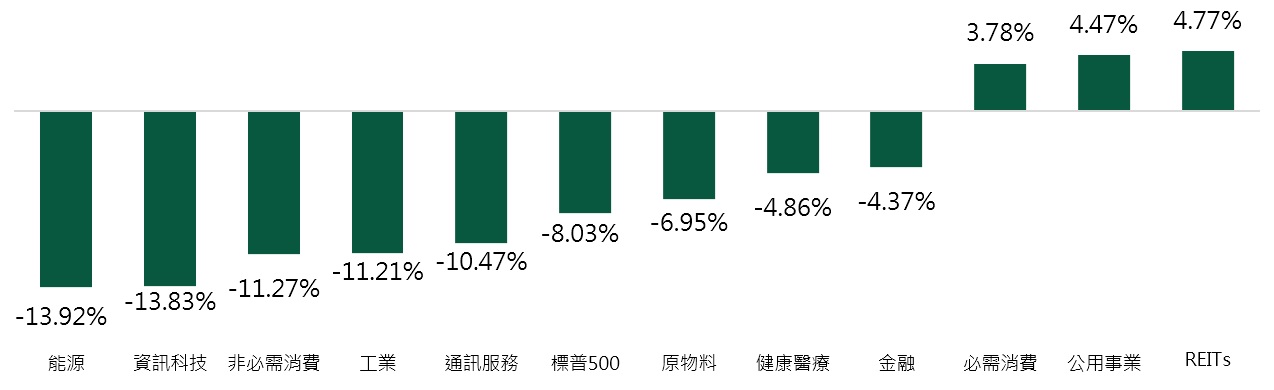 3.78%
4.47%
4.77%
-13.92%
-13.83%
-11.27%
-11.21%
-10.47%
-8.03%
-6.95%
-4.86%
-4.37%
能源
資訊科技
非必需消費
工業
通訊服務
標普500
原物料
健康醫療
金融
必需消費
公用事業
REITs